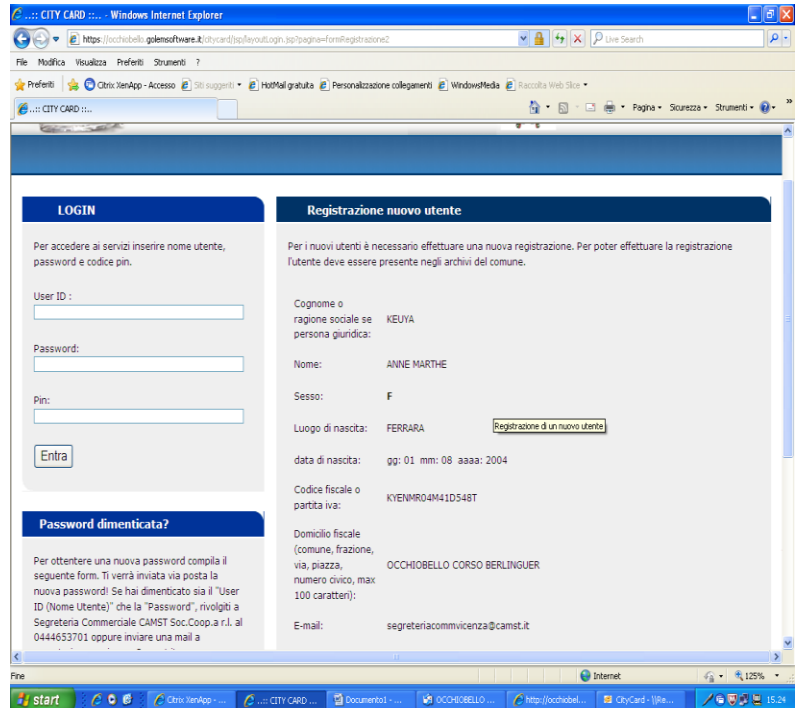 ..:: CITY CARD ::.. - Windows Internet Explorer
https://occhiobello.golemsoftware.it/citycard/jsp/layoutLogin.jsp?pagina=formRegistrazione2
Live Search
File Modifica Visualizza Preferiti Strumenti ?
Preferiti Citrix XenApp - Accesso Siti suggeriti HotMail gratuita Personalizzazione collegamenti WindowsMedia Raccolta Web Slice
..:: CITY CARD ::..
Pagina Sicurezza Strumenti
LOGIN
Per accedere ai servizi inserire nome utente,
password e codice pin.
User ID :
Password:
Pin:
Entra
Password dimenticata?
Per ottentere una nuova password compila il
seguente form. Ti verrà inviata via posta la
nuova password! Se hai dimenticato sia il "User
ID (Nome Utente)" che la "Password", rivolgiti a
Segreteria Commerciale CAMST Soc.Coop.a r.l. al
0444653701 oppure inviare una mail a
Registrazione nuovo utente
Per i nuovi utenti è necessario effettuare una nuova registrazione. Per poter effettuare la registrazione
l'utente deve essere presente negli archivi del comune.
Cognome o
ragione sociale se
persona giuridica:
KEUYA
Nome: ANNE MARTHE
Sesso: F
Luogo di nascita: FERRARA
Registrazione di un nuovo utente
data di nascita: gg: 01 mm: 08 aaaa: 2004
Codice fiscale o
partita iva:
KYENMR04M41D548T
Domicilio fiscale
(comune, frazione,
via, piazza,
numero civico, max
100 caratteri):
OCCHIOBELLO CORSO BERLINGUER
E-mail: segreteriacommvicenza@camst.it
Fine
Internet
125%
start
Citrix XenApp - ...
..:: CITY CARD ...
Documento1 - ...
OCCHIOBELLO ...
http://occhiobel...
CityCard - \\Re...
15.24